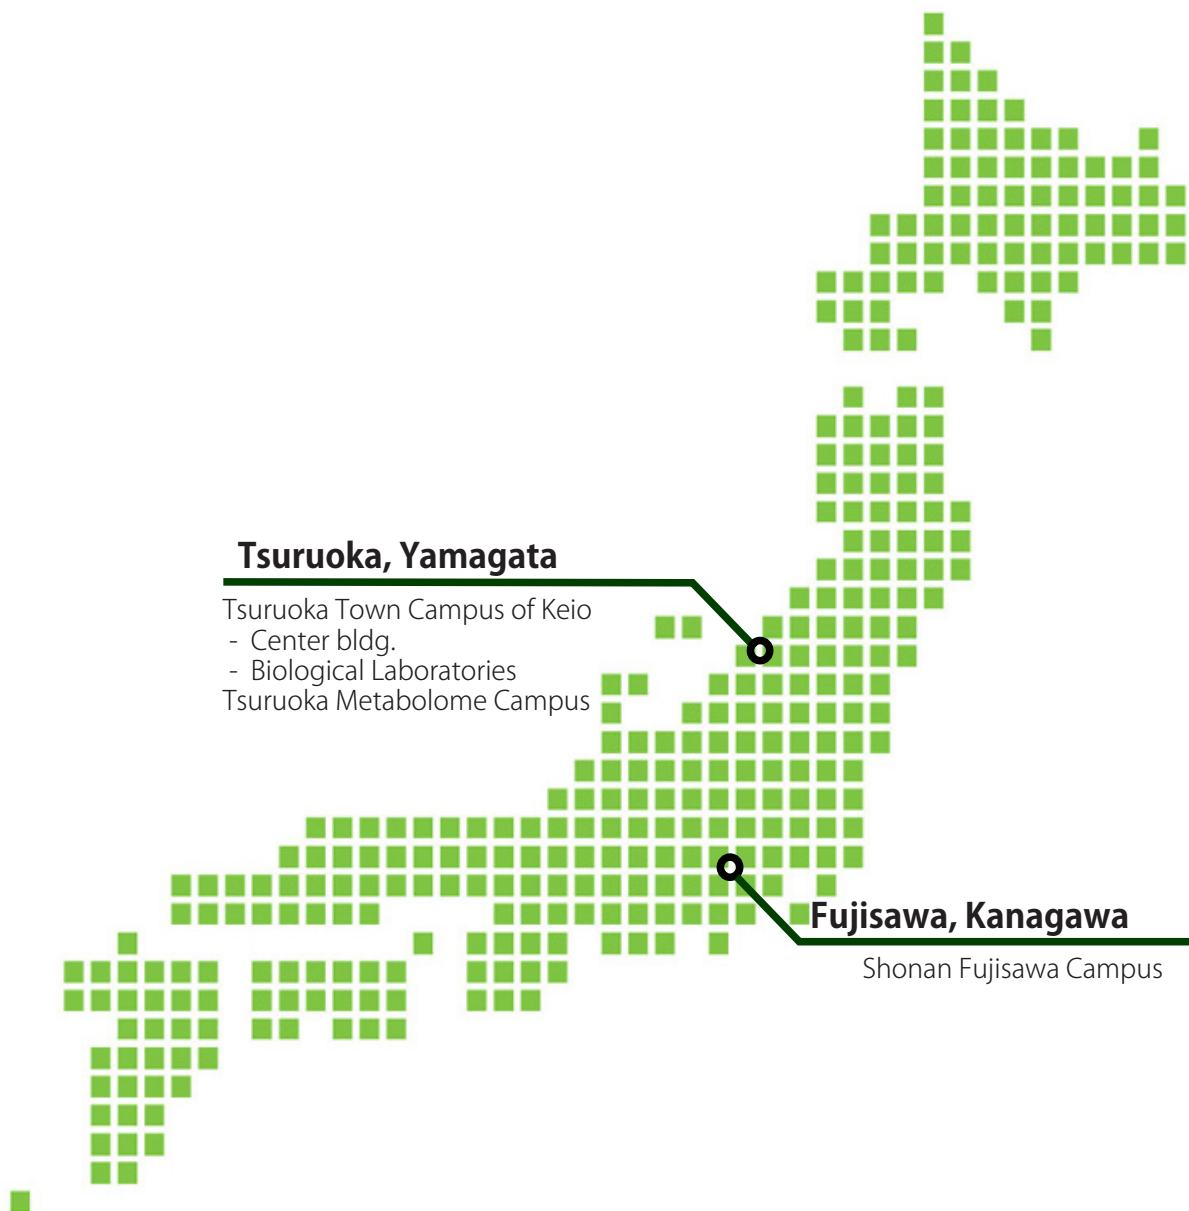 Tsuruoka, Yamagata
Tsuruoka Town Campus of Keio
- Center bldg.
- Biological Laboratories
Tsuruoka Metabolome Campus
Fujisawa, Kanagawa
Shonan Fujisawa Campus